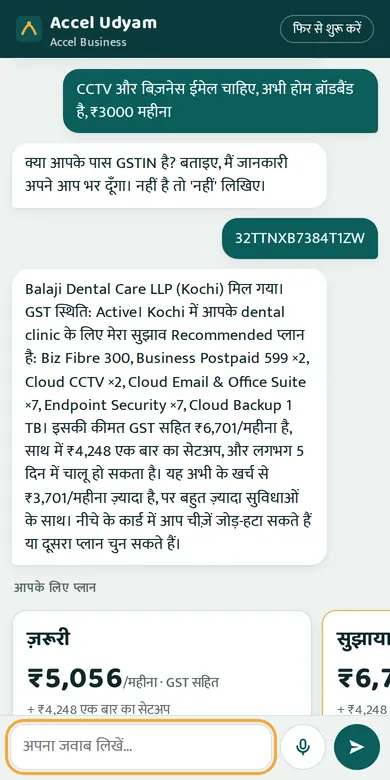 Accel Udyam
Accel Business
फिर से शुरू करें
CCTV और बिज़नेस ईमेल चाहिए, अभी होम ब्रॉडबैंड
है, ₹3000 महीना
क्या आपके पास GSTIN है? बताइए, मैं जानकारी
अपने आप भर दूँगा। नहीं है तो 'नहीं' लिखिए।
32TTNXB7384T1ZW
Balaji Dental Care LLP (Kochi) मिल गया।
GST स्थिति: Active। Kochi में आपके dental
clinic के लिए मेरा सुझाव Recommended प्लान
है: Biz Fibre 300, Business Postpaid 599 ×2,
Cloud CCTV ×2, Cloud Email & Office Suite
×7, Endpoint Security ×7, Cloud Backup 1
TB। इसकी कीमत GST सहित ₹6,701/महीना है,
साथ में ₹4,248 एक बार का सेटअप, और लगभग 5
दिन में चालू हो सकता है। यह अभी के खर्च से
₹3,701/महीना ज़्यादा है, पर बहुत ज़्यादा सुविधाओं
के साथ। नीचे के कार्ड में आप चीज़ें जोड़-हटा सकते हैं
या दूसरा प्लान चुन सकते हैं।
आपके लिए प्लान
ज़रूरी
₹5,056/महीना · GST सहित
+ ₹4,248 एक बार का सेटअप
सुझाया
₹6,7
+ ₹4,248
अपना जवाब लिखें...